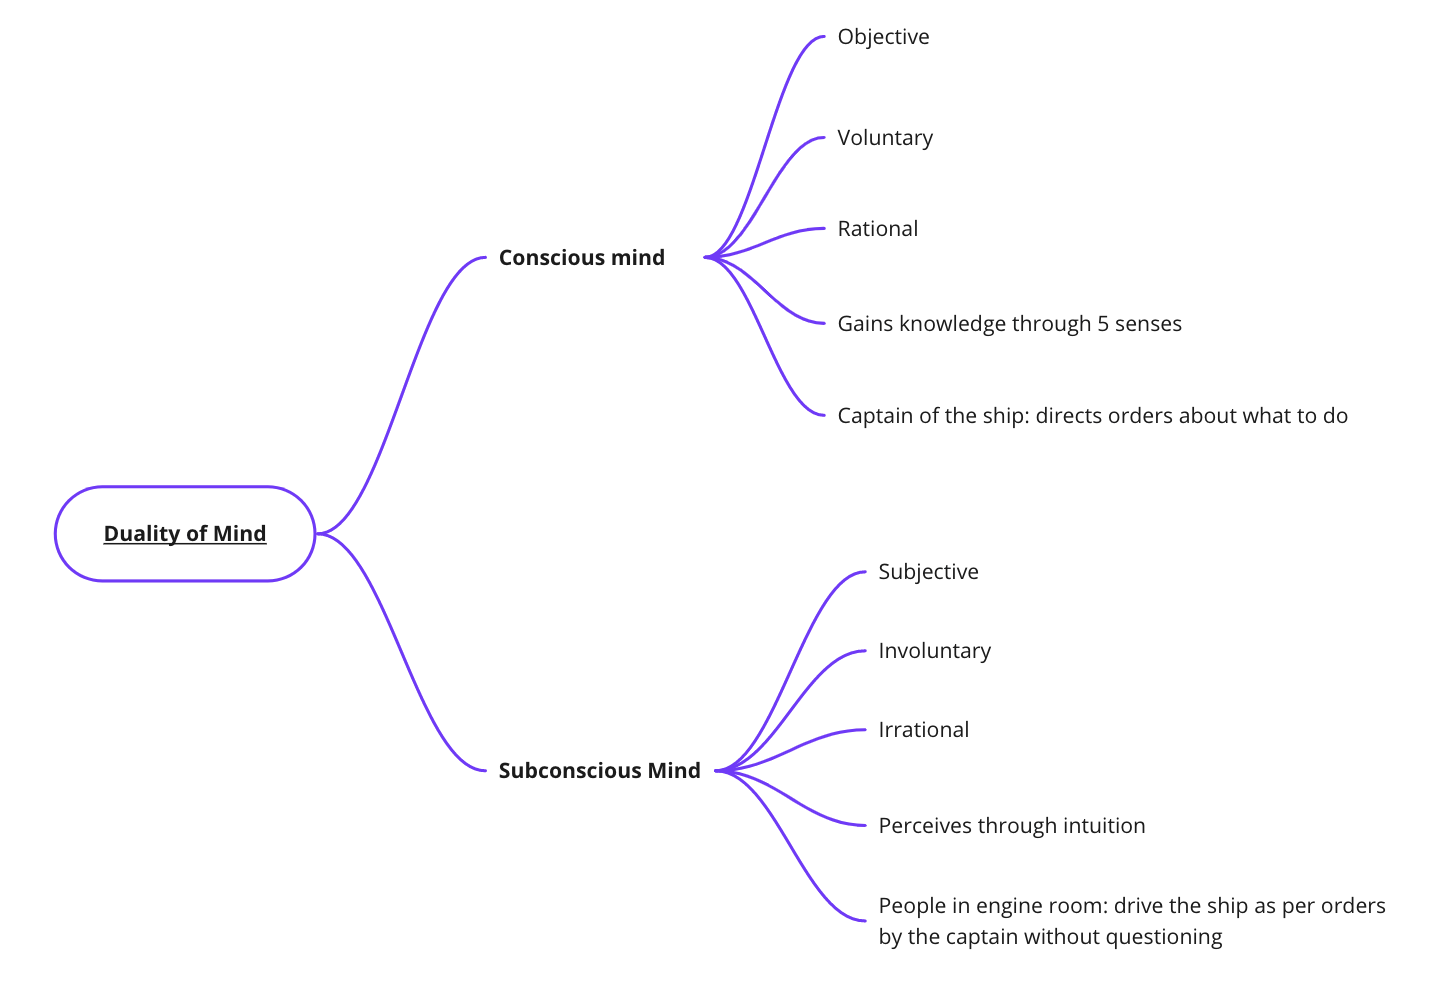 Duality of Mind
Conscious mind
Objective
Voluntary
Rational
Gains knowledge through 5 senses
Captain of the ship: directs orders about what to do
Subconscious Mind
Subjective
Involuntary
Irrational
Perceives through intuition
People in engine room: drive the ship as per orders
by the captain without questioning